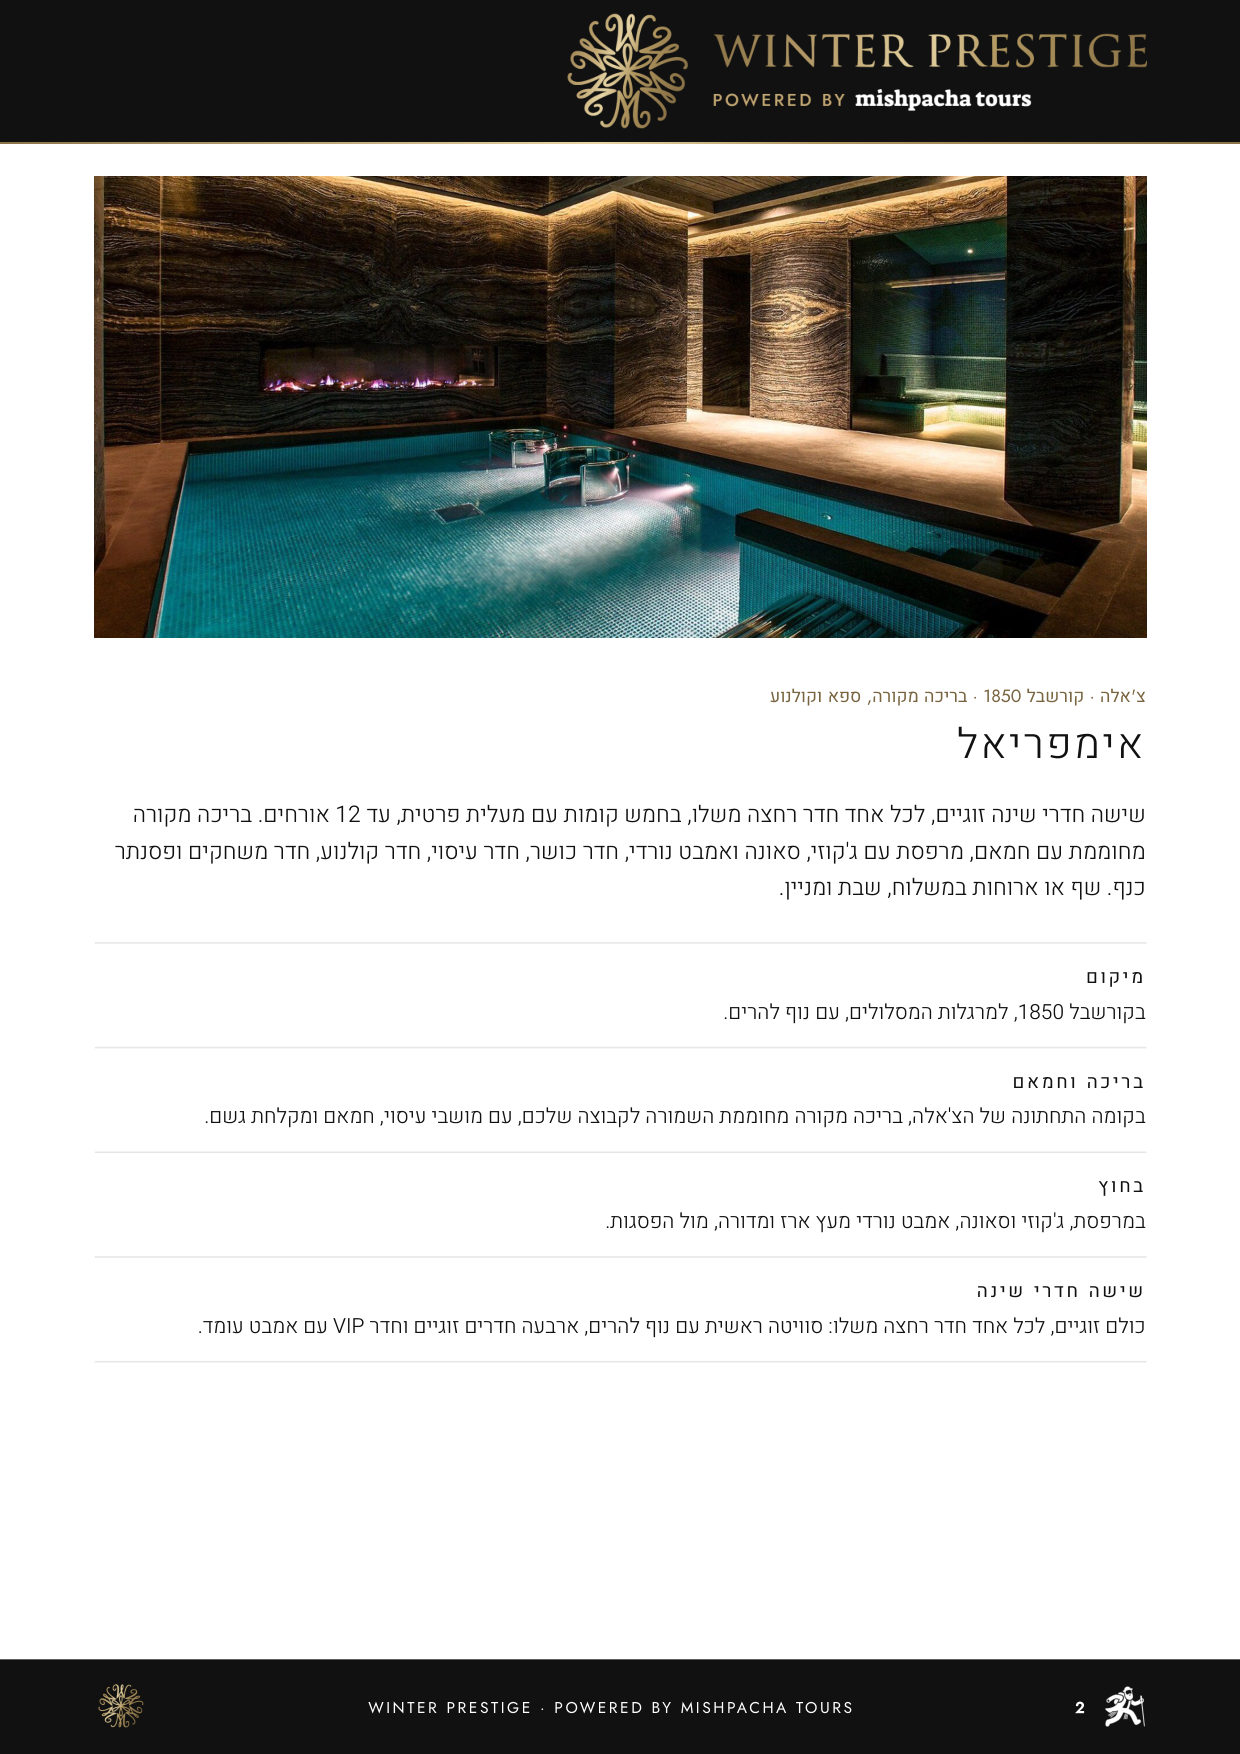 WINTER PRESTIGE
POWERED BY mishpacha tours
צ'אלה · קורשבל 1850 · בריכה מקורה, ספא וקולנוע
אימפריאל
שישה חדרי שינה זוגיים, לכל אחד חדר רחצה משלו, בחמש קומות עם מעלית פרטית, עד 12 אורחים. בריכה מקורה
מחוממת עם חמאם, מרפסת עם ג'קוזי, סאונה ואמבט נורדי, חדר כושר, חדר עיסוי, חדר קולנוע, חדר משחקים ופסנתר
כנף. שף או ארוחות במשלוח, שבת ומניין.
מיקום
בקורשבל 1850, למרגלות המסלולים, עם נוף להרים.
בריכה וחמאם
בקומה התחתונה של הצ'אלה, בריכה מקורה מחוממת השמורה לקבוצה שלכם, עם מושבי עיסוי, חמאם ומקלחת גשם.
בחוץ
במרפסת, ג'קוזי וסאונה, אמבט נורדי מעץ ארז ומדורה, מול הפסגות.
שישה חדרי שינה
כולם זוגיים, לכל אחד חדר רחצה משלו: סוויטה ראשית עם נוף להרים, ארבעה חדרים זוגיים וחדר VIP עם אמבט עומד.
WINTER PRESTIGE · POWERED BY MISHPACHA TOURS
2